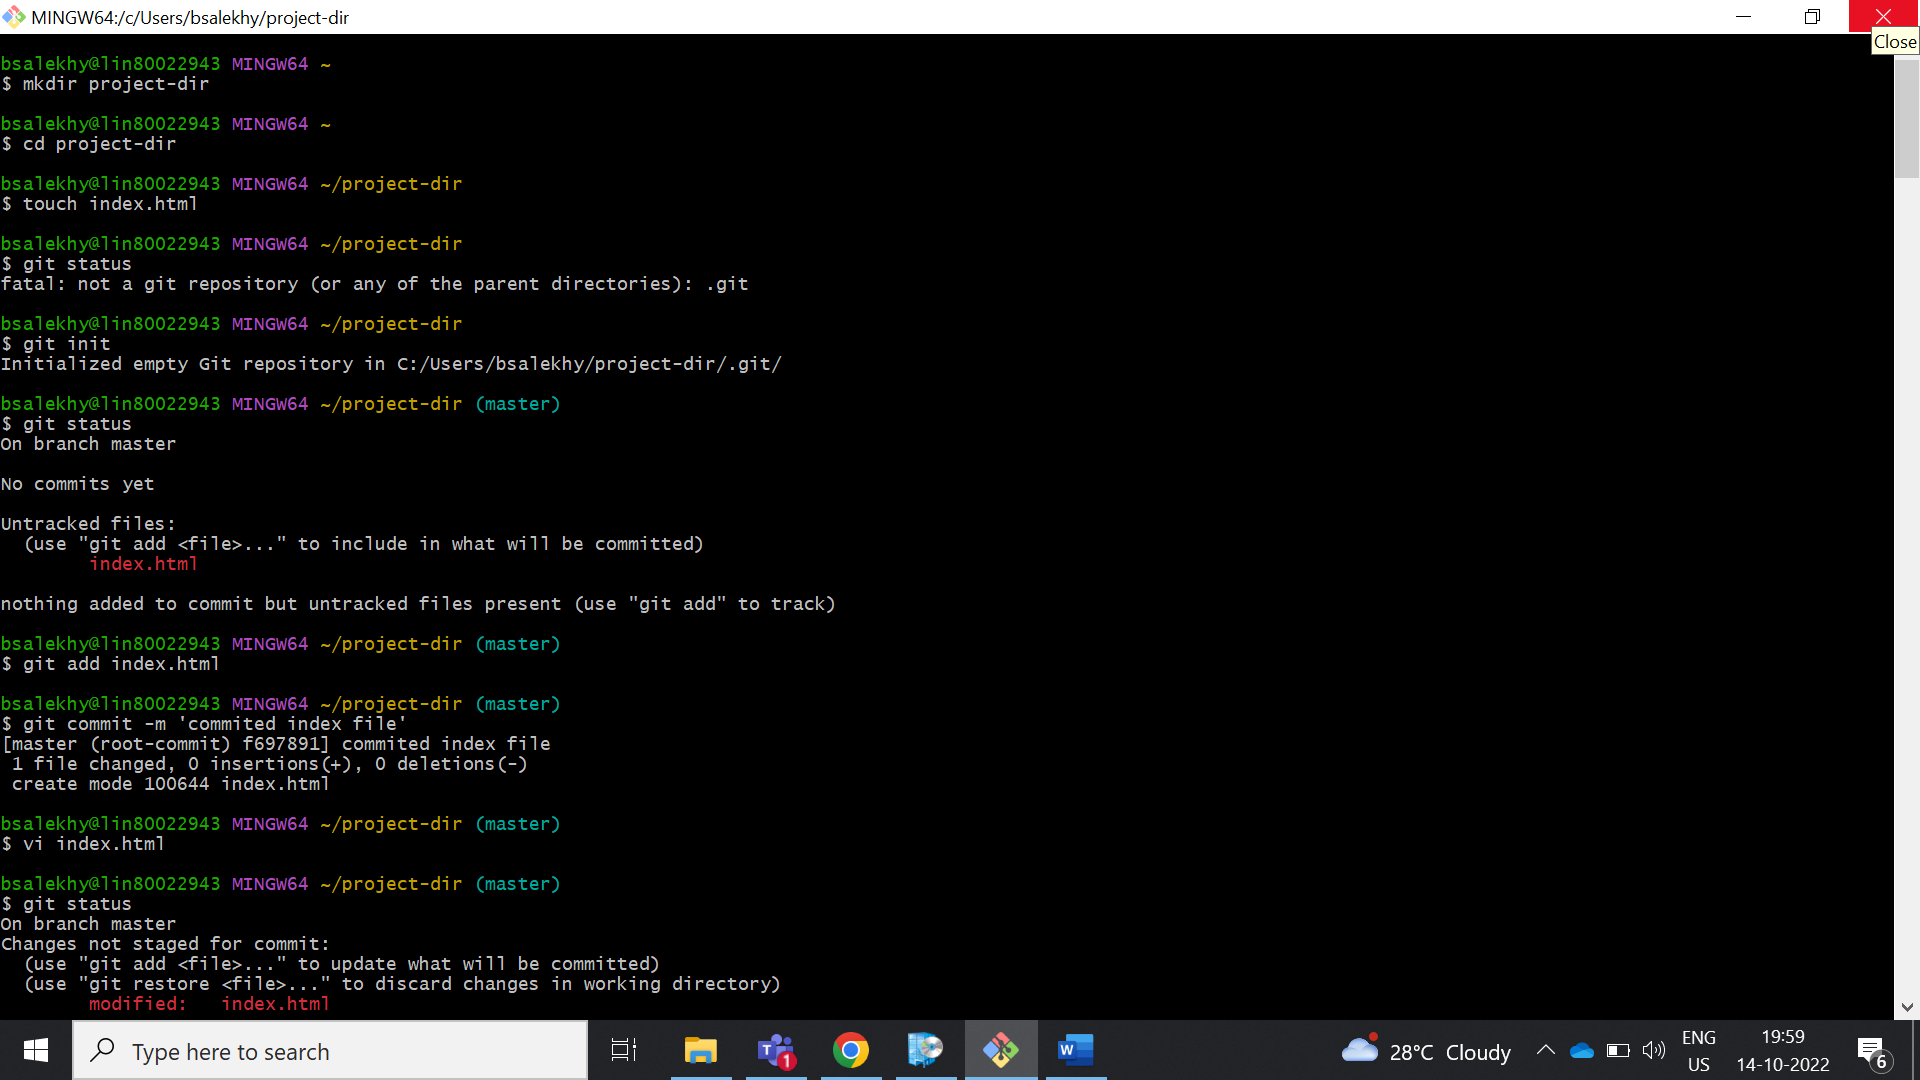 MINGW64:/c/Users/bsalekhy/project-dir
Close
bsalekhy@lin80022943 MINGW64 ~
$ mkdir project-dir
bsalekhy@lin80022943 MINGW64 ~
$ cd project-dir
bsalekhy@lin80022943 MINGW64 ~/project-dir
$ touch index.html
bsalekhy@lin80022943 MINGW64 ~/project-dir
$ git status
fatal: not a git repository (or any of the parent directories): .git
bsalekhy@lin80022943 MINGW64 ~/project-dir
$ git init
Initialized empty Git repository in C:/Users/bsalekhy/project-dir/.git/
bsalekhy@lin80022943 MINGW64 ~/project-dir (master)
$ git status
On branch master
No commits yet
Untracked files:
  (use "git add <file>..." to include in what will be committed)
        index.html
nothing added to commit but untracked files present (use "git add" to track)
bsalekhy@lin80022943 MINGW64 ~/project-dir (master)
$ git add index.html
bsalekhy@lin80022943 MINGW64 ~/project-dir (master)
$ git commit -m 'commited index file'
[master (root-commit) f697891] commited index file
 1 file changed, 0 insertions(+), 0 deletions(-)
 create mode 100644 index.html
bsalekhy@lin80022943 MINGW64 ~/project-dir (master)
$ vi index.html
bsalekhy@lin80022943 MINGW64 ~/project-dir (master)
$ git status
On branch master
Changes not staged for commit:
  (use "git add <file>..." to update what will be committed)
  (use "git restore <file>..." to discard changes in working directory)
        modified:   index.html
Type here to search
T
1
W
28°C Cloudy
ENG
US
19:59
14-10-2022
6